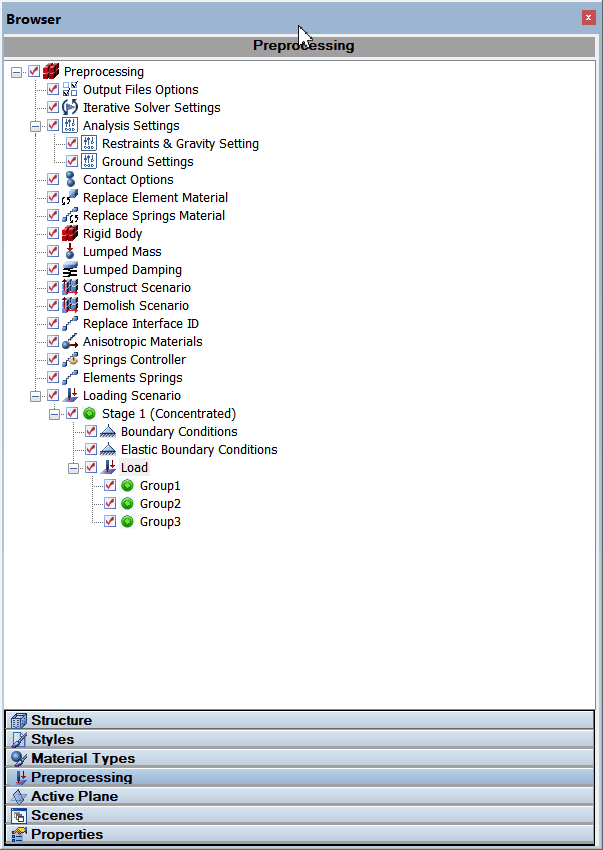 Browser
Preprocessing
Preprocessing
Output Files Options
Iterative Solver Settings
Analysis Settings
Restraints & Gravity Setting
Ground Settings
Contact Options
Replace Element Material
Replace Springs Material
Rigid Body
Lumped Mass
Lumped Damping
Construct Scenario
Demolish Scenario
Replace Interface ID
Anisotropic Materials
Springs Controller
Elements Springs
Loading Scenario
Stage 1 (Concentrated)
Boundary Conditions
Elastic Boundary Conditions
Load
Group1
Group2
Group3
Structure
Styles
Material Types
Preprocessing
Active Plane
Scenes
Properties